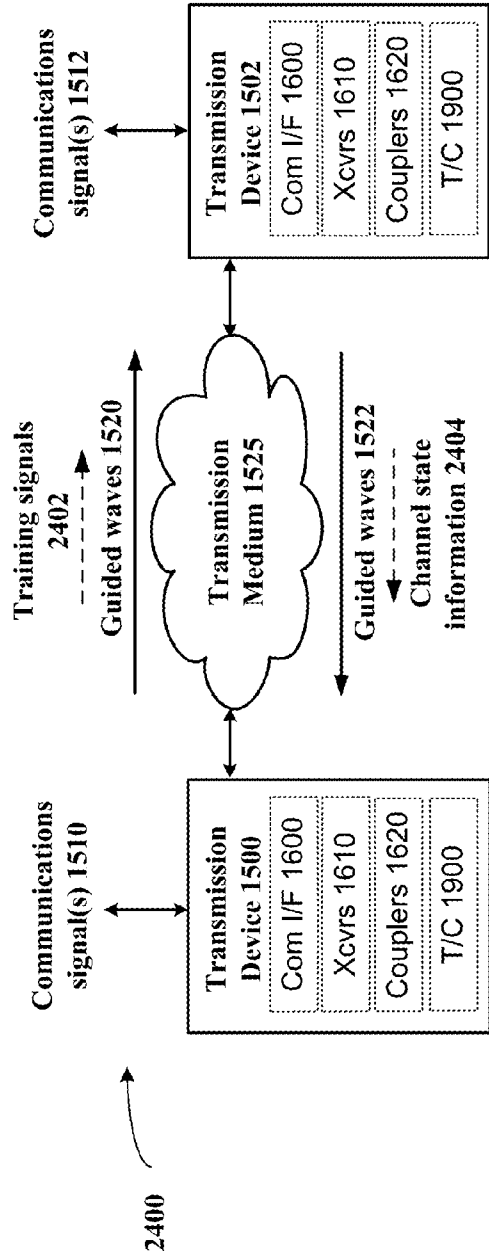 2400
Communications
signal(s) 1510
Transmission
Device 1500
Com I/F 1600
Xcvrs 1610
Couplers 1620
T/C 1900
Training signals
2402
Guided waves 1520
Transmission
Medium 1525
Guided waves 1522
Channel state
information 2404
Communications
signal(s) 1512
Transmission
Device 1502
Com I/F 1600
Xcvrs 1610
Couplers 1620
T/C 1900